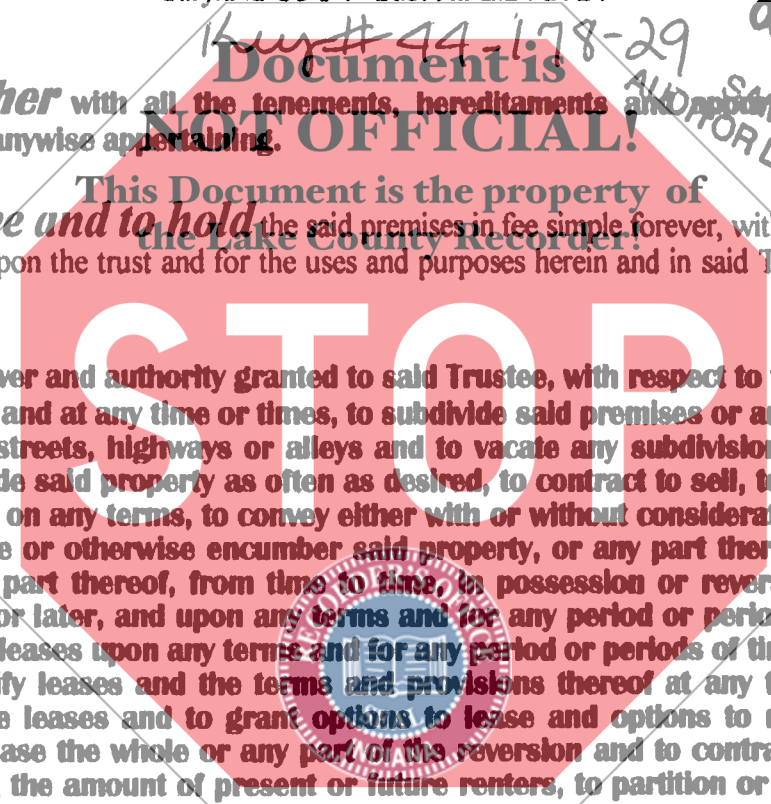 Key# 44-178-29
Document is
her with all the tenements, hereditaments and
NOT OFFICIAL!
anywise appertaining.
This Document is the property of
e and to hold the said premises in fee simple forever, wit
the Lake County Recorder!
pon the trust and for the uses and purposes herein and in said T
STOP
wer and authority granted to said Trustee, with respect to
and at any time or times, to subdivide said premises or a
streets, highways or alleys and to vacate any subdivision
de said property as often as desired, to contract to sell, t
on any terms, to convey either with or without considera
e or otherwise encumber said property, or any part ther
part thereof, from time to time, in possession or rever
or later, and upon any terms and for any period or perio
leases upon any terms and for any period or periods of ti
fy leases and the terms and provisions thereof at any t
e leases and to grant options to lease and options to r
ase the whole or any part of the reversion and to contra
the amount of present or future renters, to partition or
RECORDER'S OFFICE
INDIANA